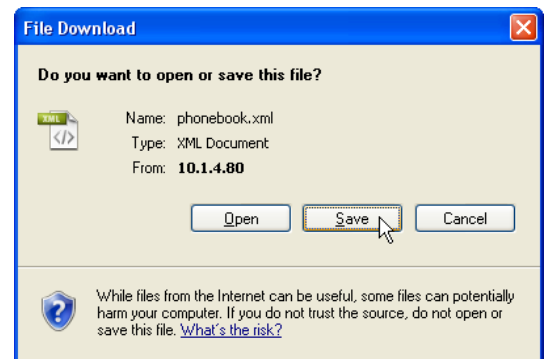 File Download
Do you want to open or save this file?
XML
Name: phonebook.xml
Type: XML Document
From: 10.1.4.80
Open Save Cancel
While files from the Internet can be useful, some files can potentially
harm your computer. If you do not trust the source, do not open or
save this file. What's the risk?